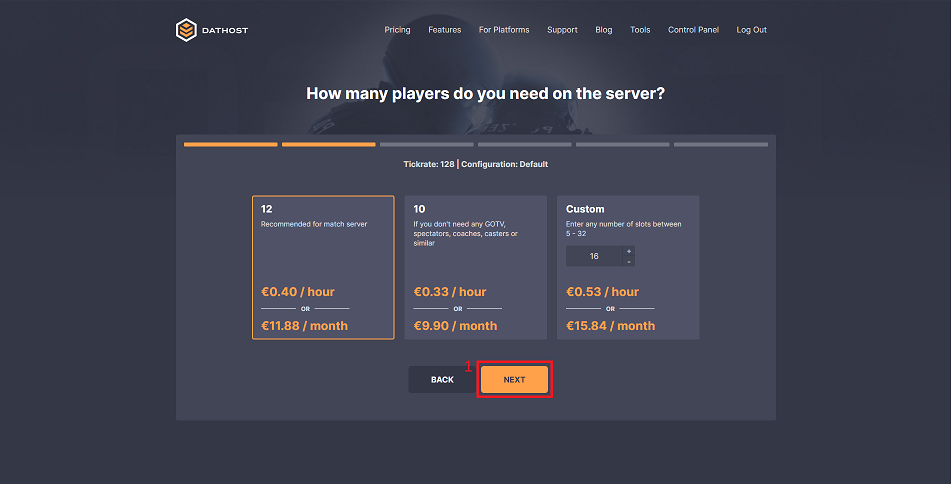 DATHOST
Pricing Features For Platforms Support Blog Tools Control Panel Log Out
How many players do you need on the server?
Tickrate: 128 | Configuration: Default
12
Recommended for match server
€0.40 / hour
OR
€11.88 / month
10
If you don't need any GOTV,
spectators, coaches, casters or
similar
€0.33 / hour
OR
€9.90 / month
Custom
Enter any number of slots between
5 - 32
16
+
-
€0.53 / hour
OR
€15.84 / month
BACK
1
NEXT